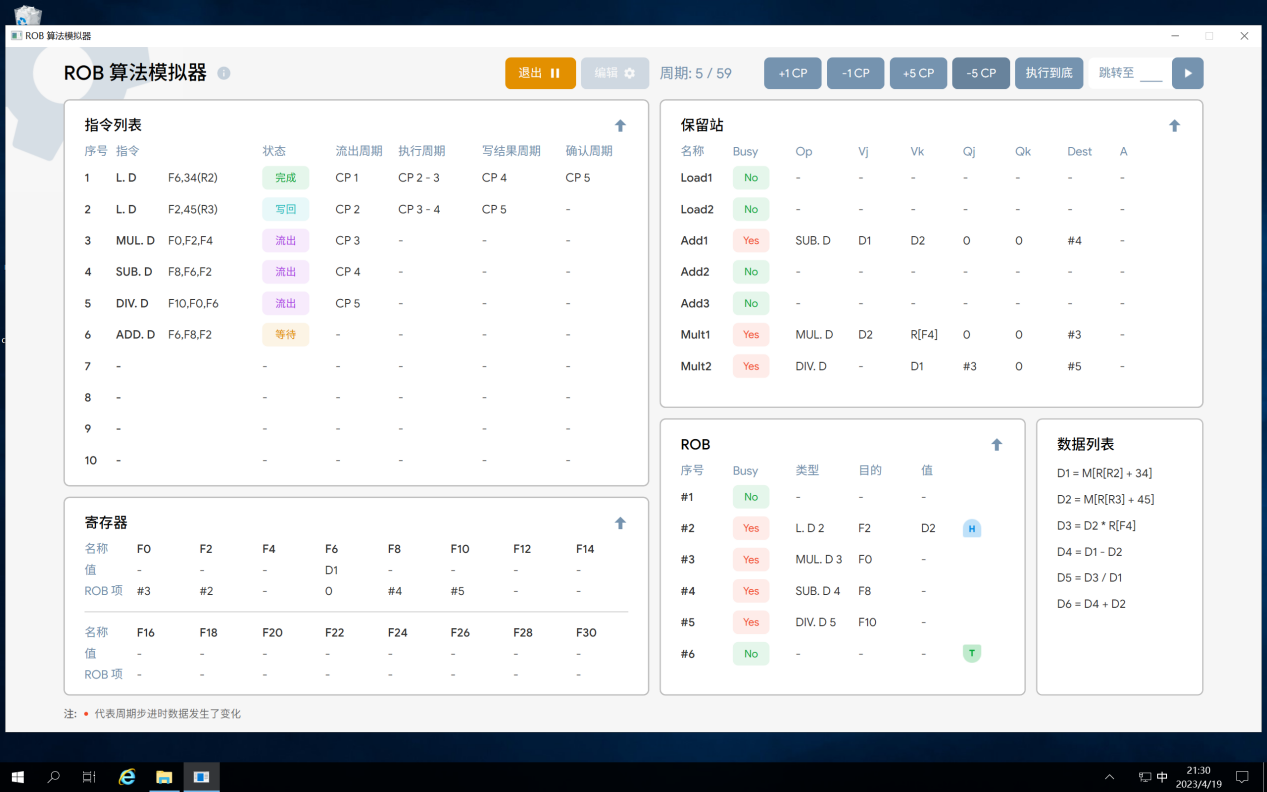 ROB 算法模拟器
ROB 算法模拟器
退出 编辑 周期: 5 / 59 +1 CP -1 CP +5 CP -5 CP 执行到底 跳转至 ___
指令列表
序号 指令 状态 流出周期 执行周期 写结果周期 确认周期
1 L. D F6,34(R2) 完成 CP 1 CP 2 - 3 CP 4 CP 5
2 L. D F2,45(R3) 写回 CP 2 CP 3 - 4 CP 5 -
3 MUL. D F0,F2,F4 流出 CP 3 - - -
4 SUB. D F8,F6,F2 流出 CP 4 - - -
5 DIV. D F10,F0,F6 流出 CP 5 - - -
6 ADD. D F6,F8,F2 等待 - - - -
7 - - - - - -
8 - - - - - -
9 - - - - - -
10 - - - - - -
寄存器
名称 F0 F2 F4 F6 F8 F10 F12 F14
值 - - - D1 - - - -
ROB 项 #3 #2 - 0 #4 #5 - -
名称 F16 F18 F20 F22 F24 F26 F28 F30
值 - - - - - - - -
ROB 项 - - - - - - - -
注: • 代表周期步进时数据发生了变化
保留站
名称 Busy Op Vj Vk Qj Qk Dest A
Load1 No - - - - - - -
Load2 No - - - - - - -
Add1 Yes SUB. D D1 D2 0 0 #4 -
Add2 No - - - - - - -
Add3 No - - - - - - -
Mult1 Yes MUL. D D2 R[F4] 0 0 #3 -
Mult2 Yes DIV. D - D1 #3 0 #5 -
ROB
序号 Busy 类型 目的 值
#1 No - - -
#2 Yes L. D 2 F2 D2 H
#3 Yes MUL. D 3 F0 -
#4 Yes SUB. D 4 F8 -
#5 Yes DIV. D 5 F10 -
#6 No - - - T
数据列表
D1 = M[R[R2] + 34]
D2 = M[R[R3] + 45]
D3 = D2 * R[F4]
D4 = D1 - D2
D5 = D3 / D1
D6 = D4 + D2
中
21:30
2023/4/19